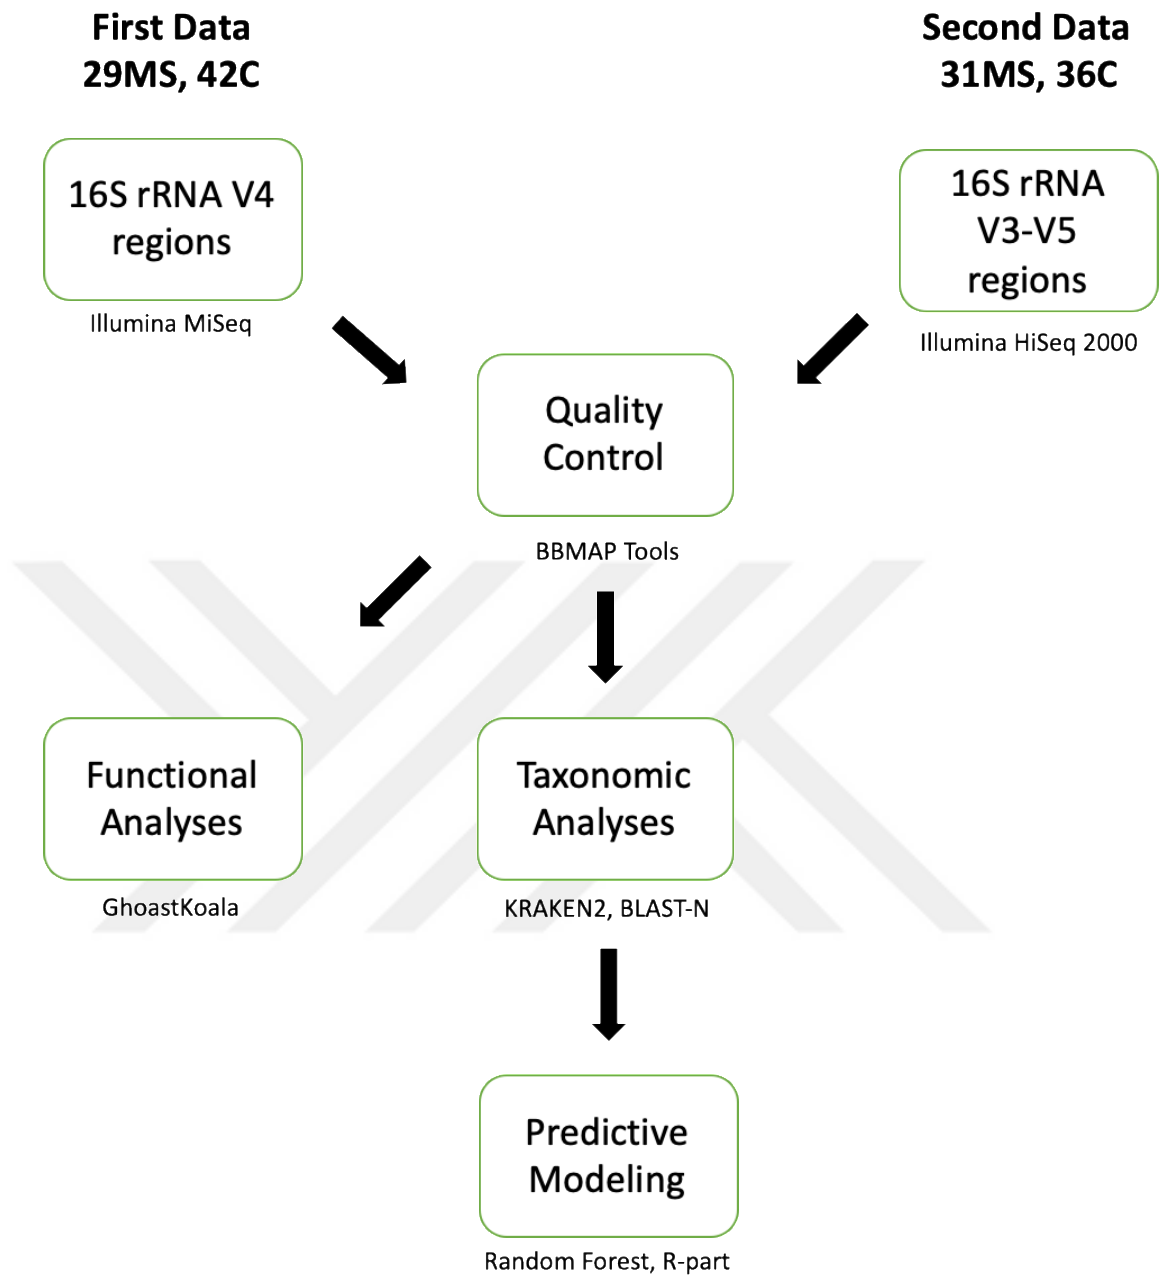 First Data
29MS, 42C
Second Data
31MS, 36C
16S rRNA V4
regions
Illumina MiSeq
16S rRNA
V3-V5
regions
Illumina HiSeq 2000
Quality
Control
BBMAP Tools
Functional
Analyses
GhoastKoala
Taxonomic
Analyses
KRAKEN2, BLAST-N
Predictive
Modeling
Random Forest, R-part